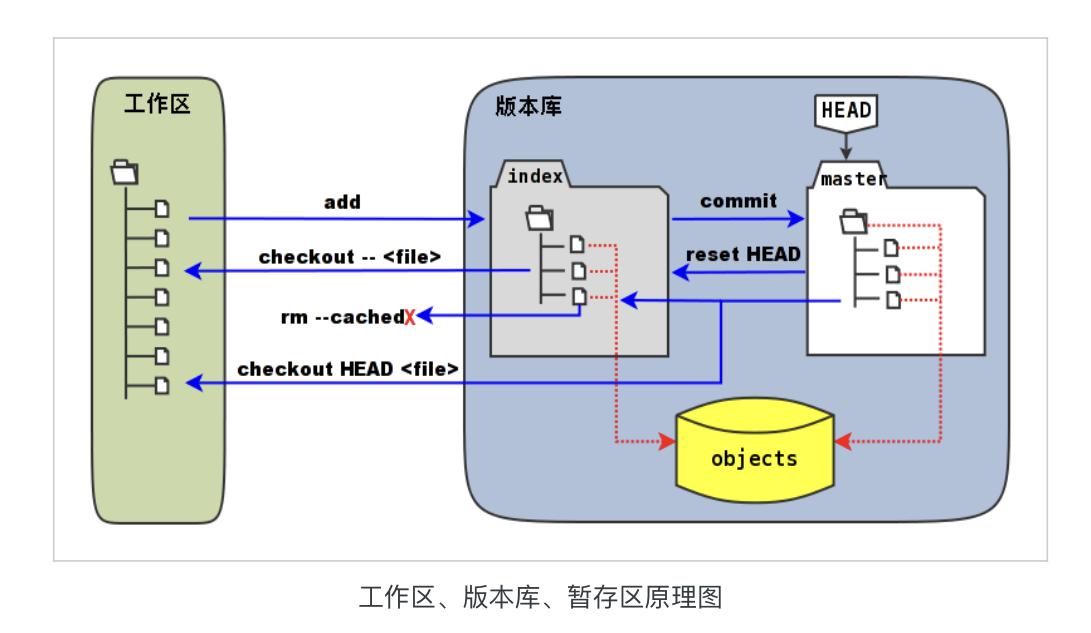 工作区
版本库
HEAD
index
master
add
commit
checkout -- <file>
reset HEAD
rm --cachedX
checkout HEAD <file>
objects
工作区、版本库、暂存区原理图